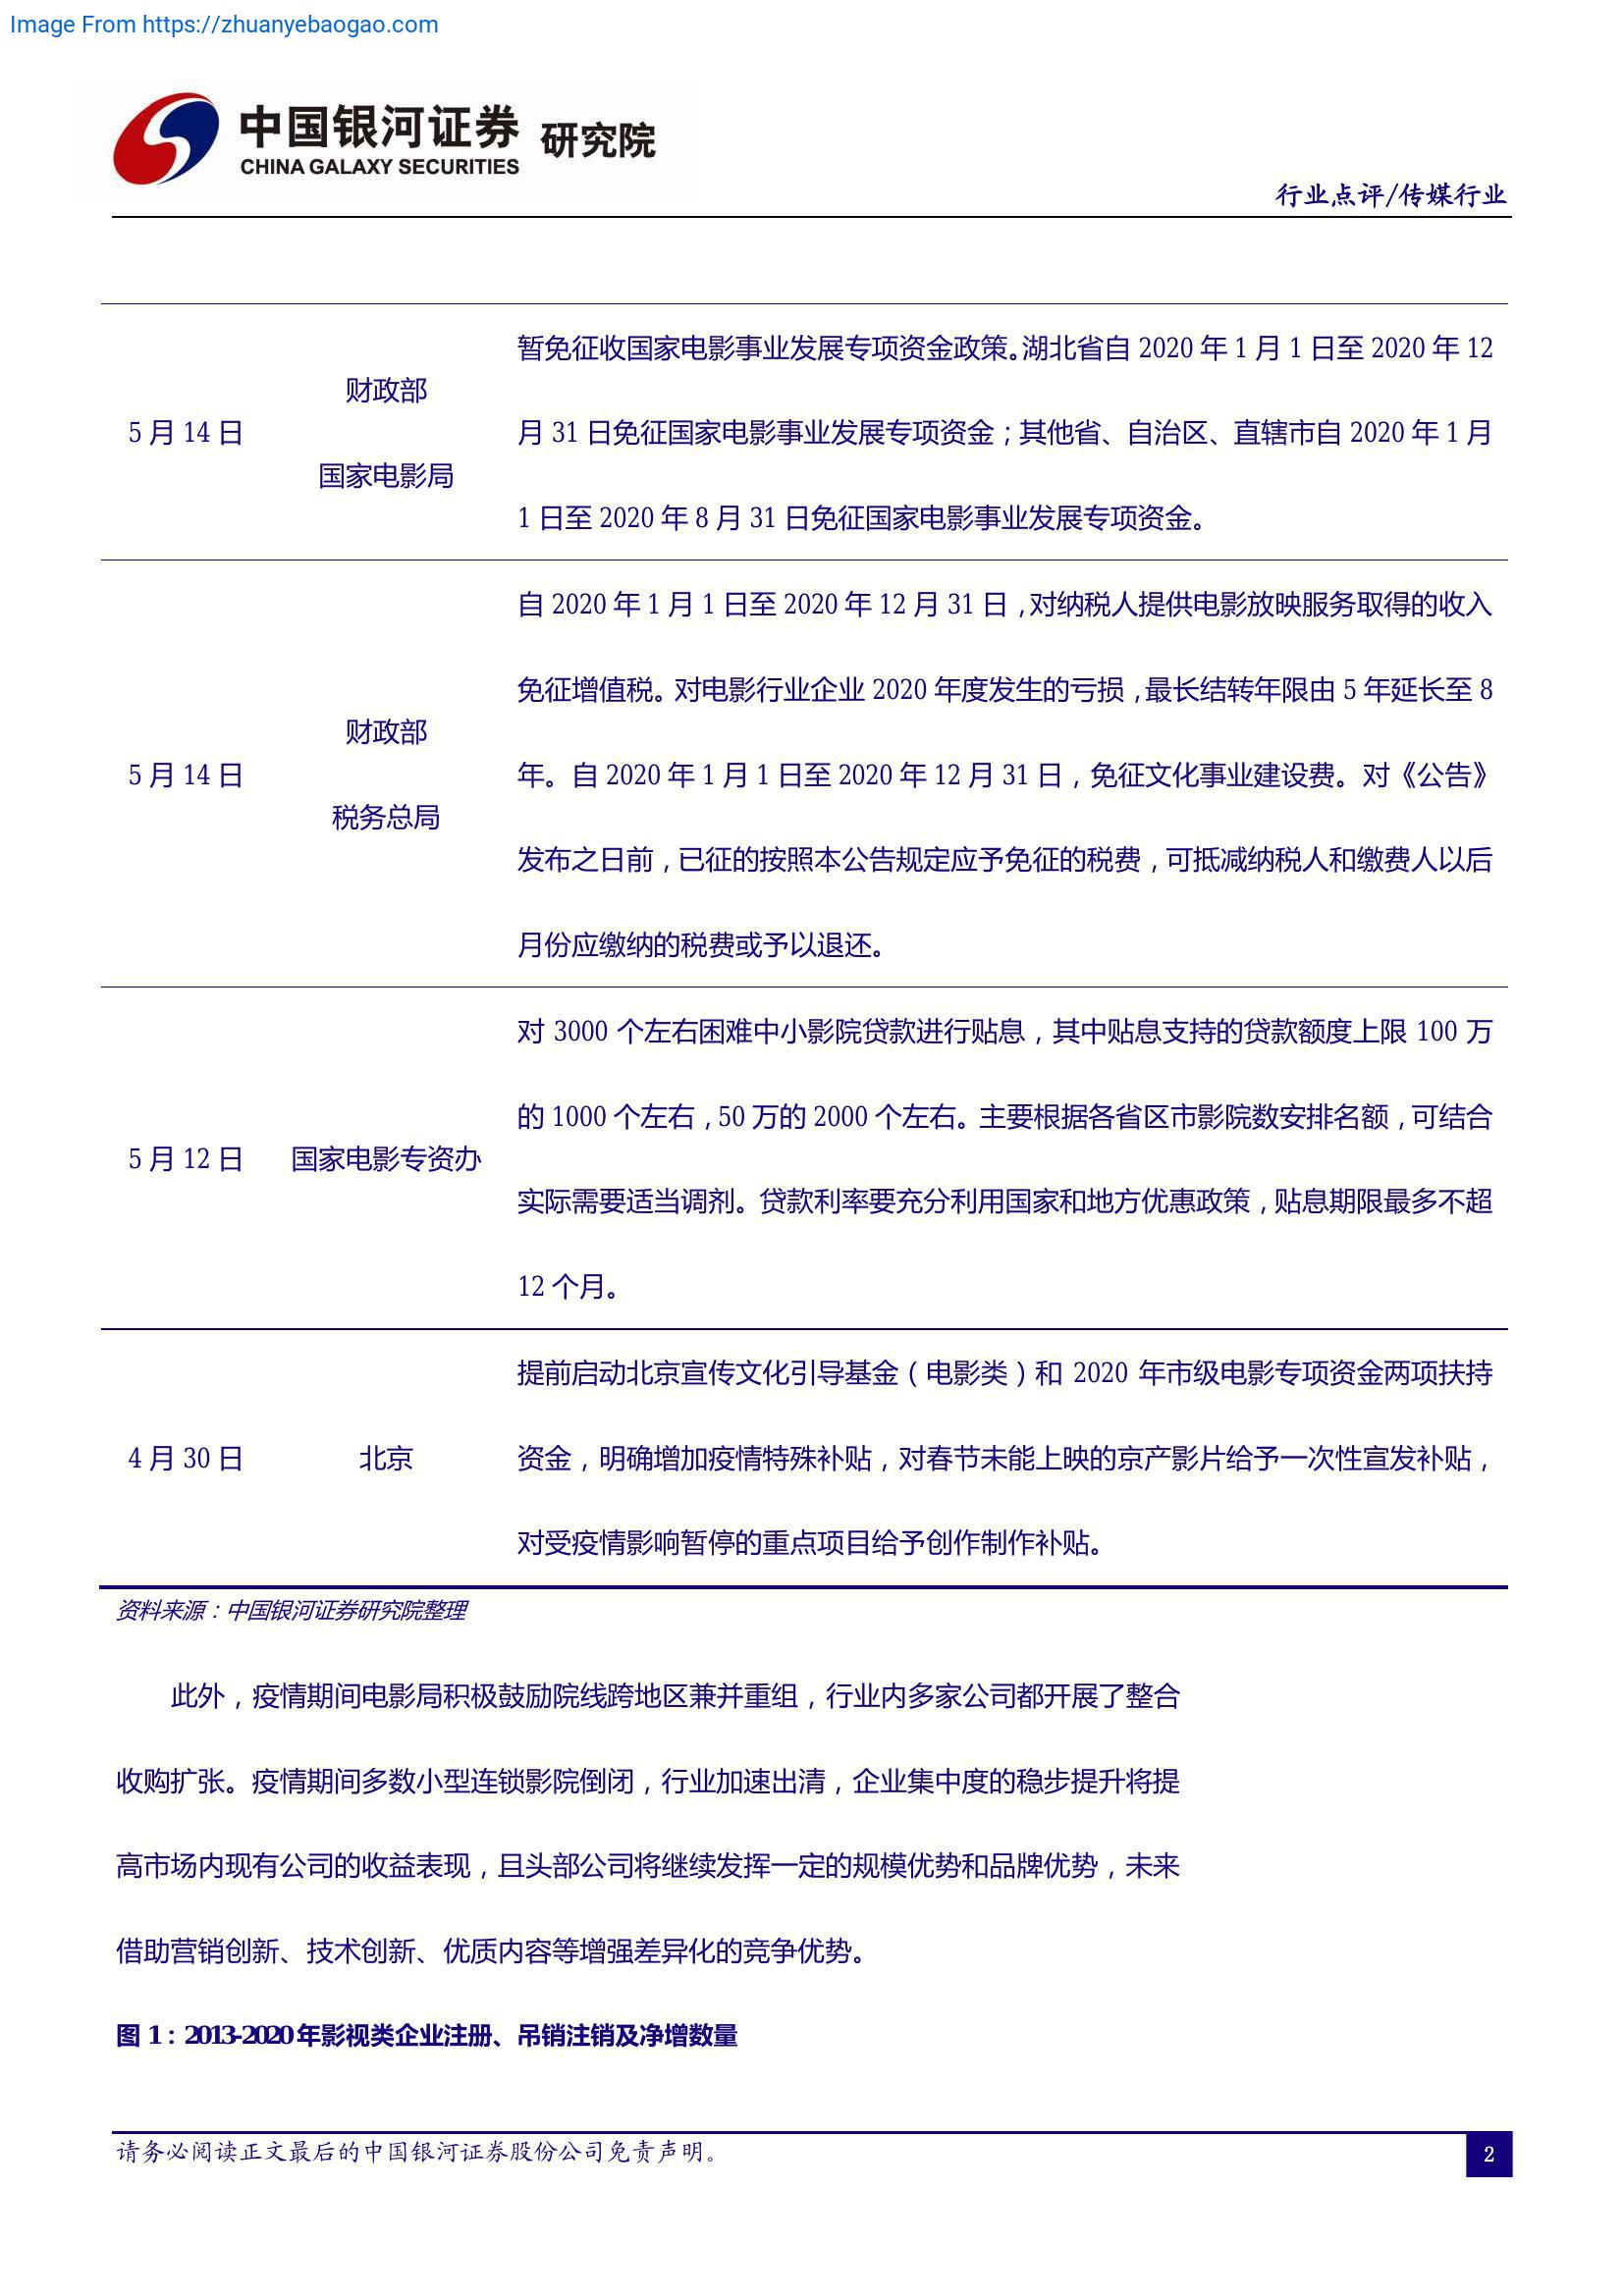 Image From https://zhuanyebaogao.com
中国银河证券 研究院
CHINA GALAXY SECURITIES
行业点评/传媒行业
5 月 14 日
财政部
国家电影局
暂免征收国家电影事业发展专项资金政策。湖北省自 2020 年 1 月 1 日至 2020 年 12
月 31 日免征国家电影事业发展专项资金；其他省、自治区、直辖市自 2020 年 1 月
1 日至 2020 年 8 月 31 日免征国家电影事业发展专项资金。
5 月 14 日
财政部
税务总局
自 2020 年 1 月 1 日至 2020 年 12 月 31 日，对纳税人提供电影放映服务取得的收入
免征增值税。对电影行业企业 2020 年度发生的亏损，最长结转年限由 5 年延长至 8
年。自 2020 年 1 月 1 日至 2020 年 12 月 31 日，免征文化事业建设费。对《公告》
发布之日前，已征的按照本公告规定应予免征的税费，可抵减纳税人和缴费人以后
月份应缴纳的税费或予以退还。
5 月 12 日
国家电影专资办
对 3000 个左右困难中小影院贷款进行贴息，其中贴息支持的贷款额度上限 100 万
的 1000 个左右，50 万的 2000 个左右。主要根据各省区市影院数安排名额，可结合
实际需要适当调剂。贷款利率要充分利用国家和地方优惠政策，贴息期限最多不超
12 个月。
4 月 30 日
北京
提前启动北京宣传文化引导基金（电影类）和 2020 年市级电影专项资金两项扶持
资金，明确增加疫情特殊补贴，对春节未能上映的京产影片给予一次性宣发补贴，
对受疫情影响暂停的重点项目给予创作制作补贴。
资料来源：中国银河证券研究院整理
此外，疫情期间电影局积极鼓励院线跨地区兼并重组，行业内多家公司都开展了整合
收购扩张。疫情期间多数小型连锁影院倒闭，行业加速出清，企业集中度的稳步提升将提
高市场内现有公司的收益表现，且头部公司将继续发挥一定的规模优势和品牌优势，未来
借助营销创新、技术创新、优质内容等增强差异化的竞争优势。
图 1：2013-2020 年影视类企业注册、吊销注销及净增数量
请务必阅读正文最后的中国银河证券股份公司免责声明。
2